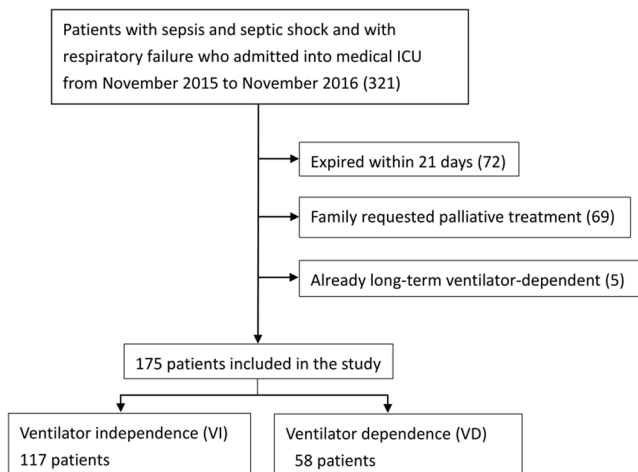 Patients with sepsis and septic shock and with
respiratory failure who admitted into medical ICU
from November 2015 to November 2016 (321)
Expired within 21 days (72)
Family requested palliative treatment (69)
Already long-term ventilator-dependent (5)
175 patients included in the study
Ventilator independence (VI)
117 patients
Ventilator dependence (VD)
58 patients